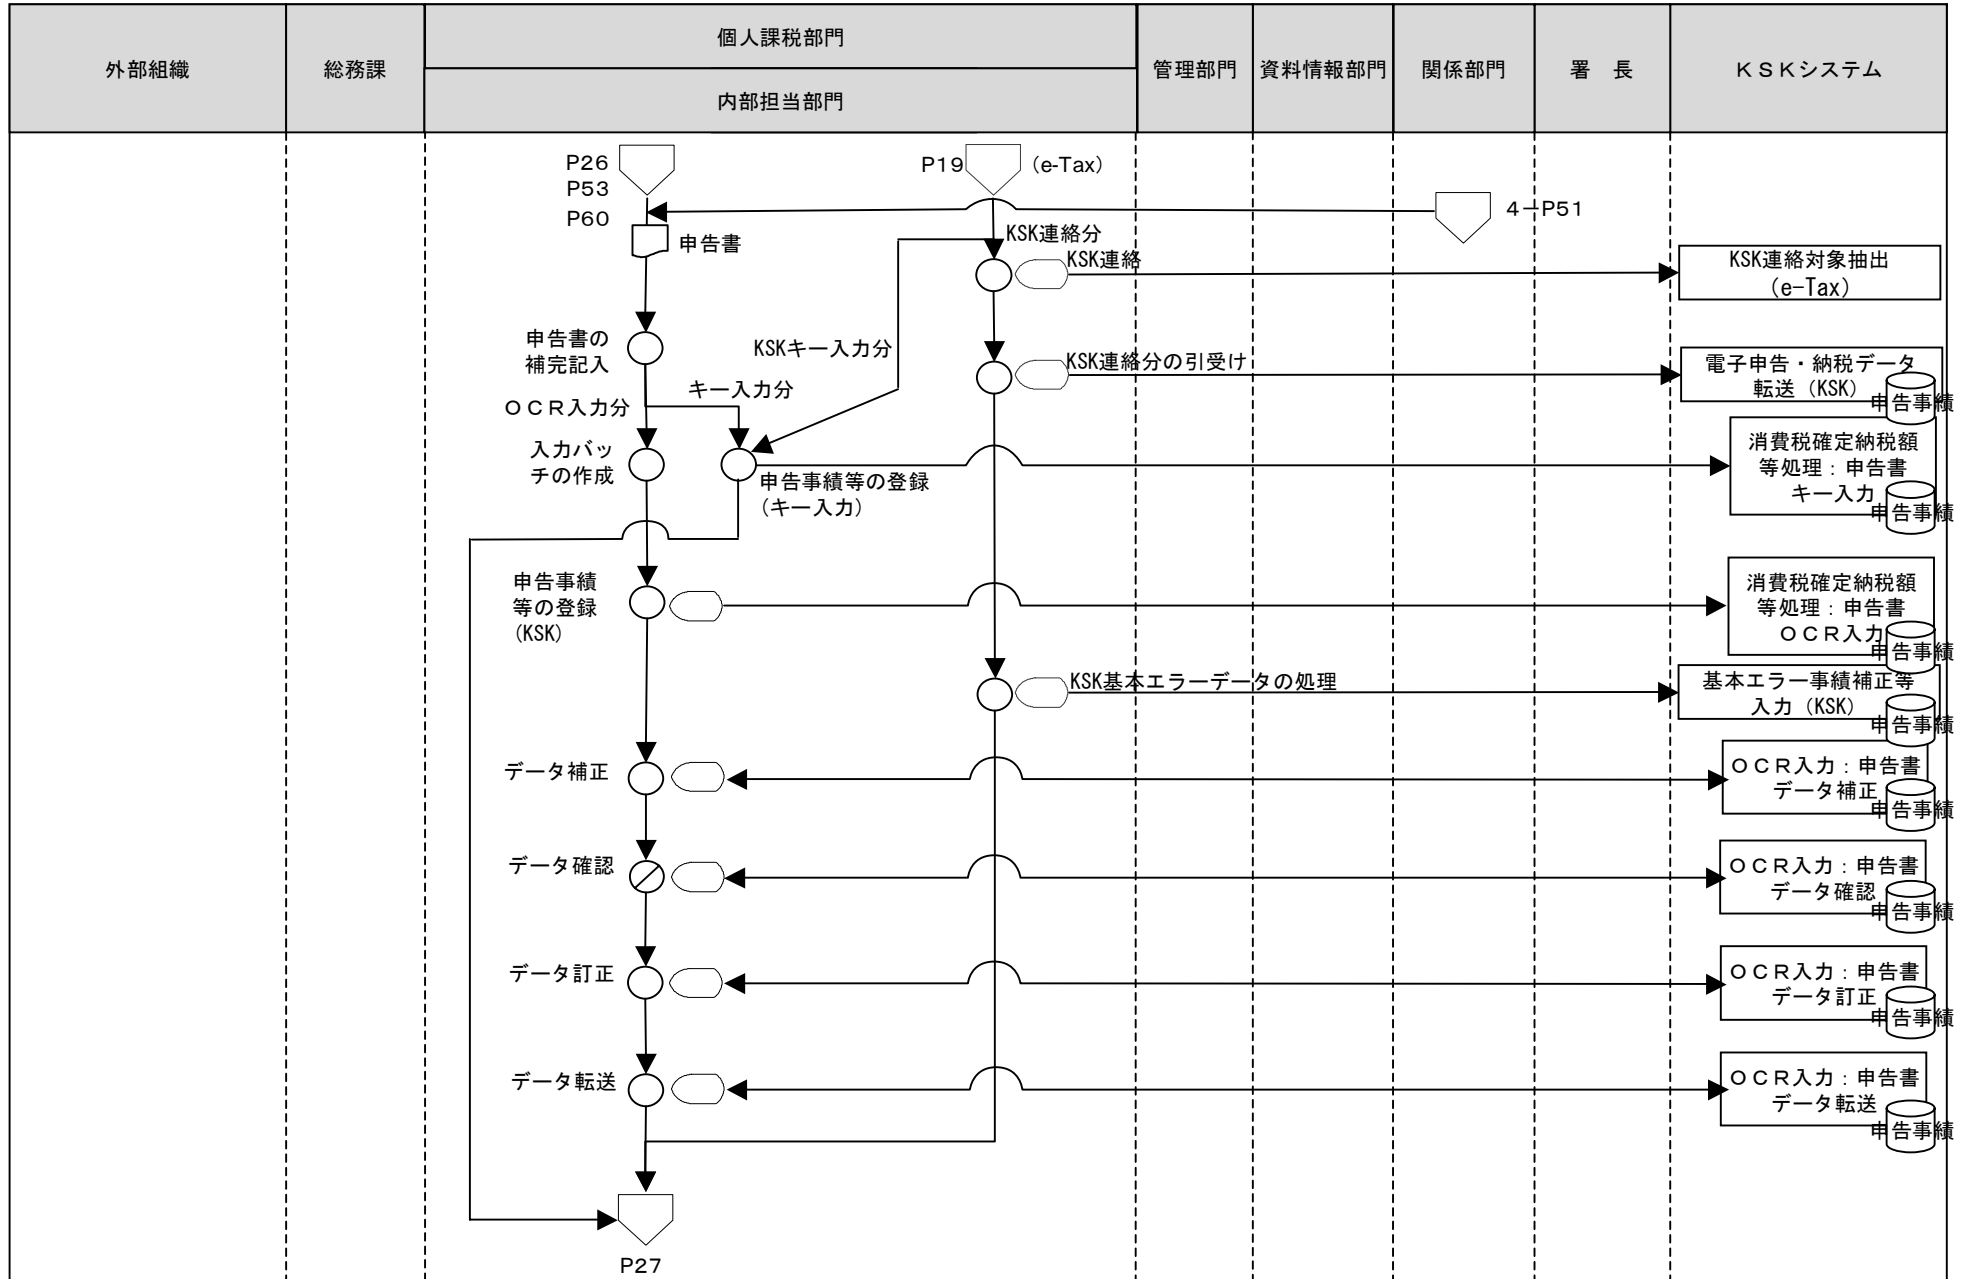 外部組織
総務課
個人課税部門
内部担当部門
管理部門
資料情報部門
関係部門
署　長
ＫＳＫシステム
P26
P53
P60
P19
（e-Tax）
4－P51
申告書
KSK連絡分
KSK連絡
KSK連絡対象抽出
（e−Tax）
申告書の
補完記入
KSKキー入力分
キー入力分
ＯＣＲ入力分
KSK連絡分の引受け
電子申告・納税データ
転送（KSK）
申告事績
入力バッ
チの作成
申告事績等の登録
（キー入力）
消費税確定納税額
等処理：申告書
キー入力
申告事績
申告事績
等の登録
（KSK）
消費税確定納税額
等処理：申告書
ＯＣＲ入力
申告事績
KSK基本エラーデータの処理
基本エラー事績補正等
入力（KSK）
申告事績
データ補正
ＯＣＲ入力：申告書
データ補正
申告事績
データ確認
ＯＣＲ入力：申告書
データ確認
申告事績
データ訂正
ＯＣＲ入力：申告書
データ訂正
申告事績
データ転送
ＯＣＲ入力：申告書
データ転送
申告事績
P27